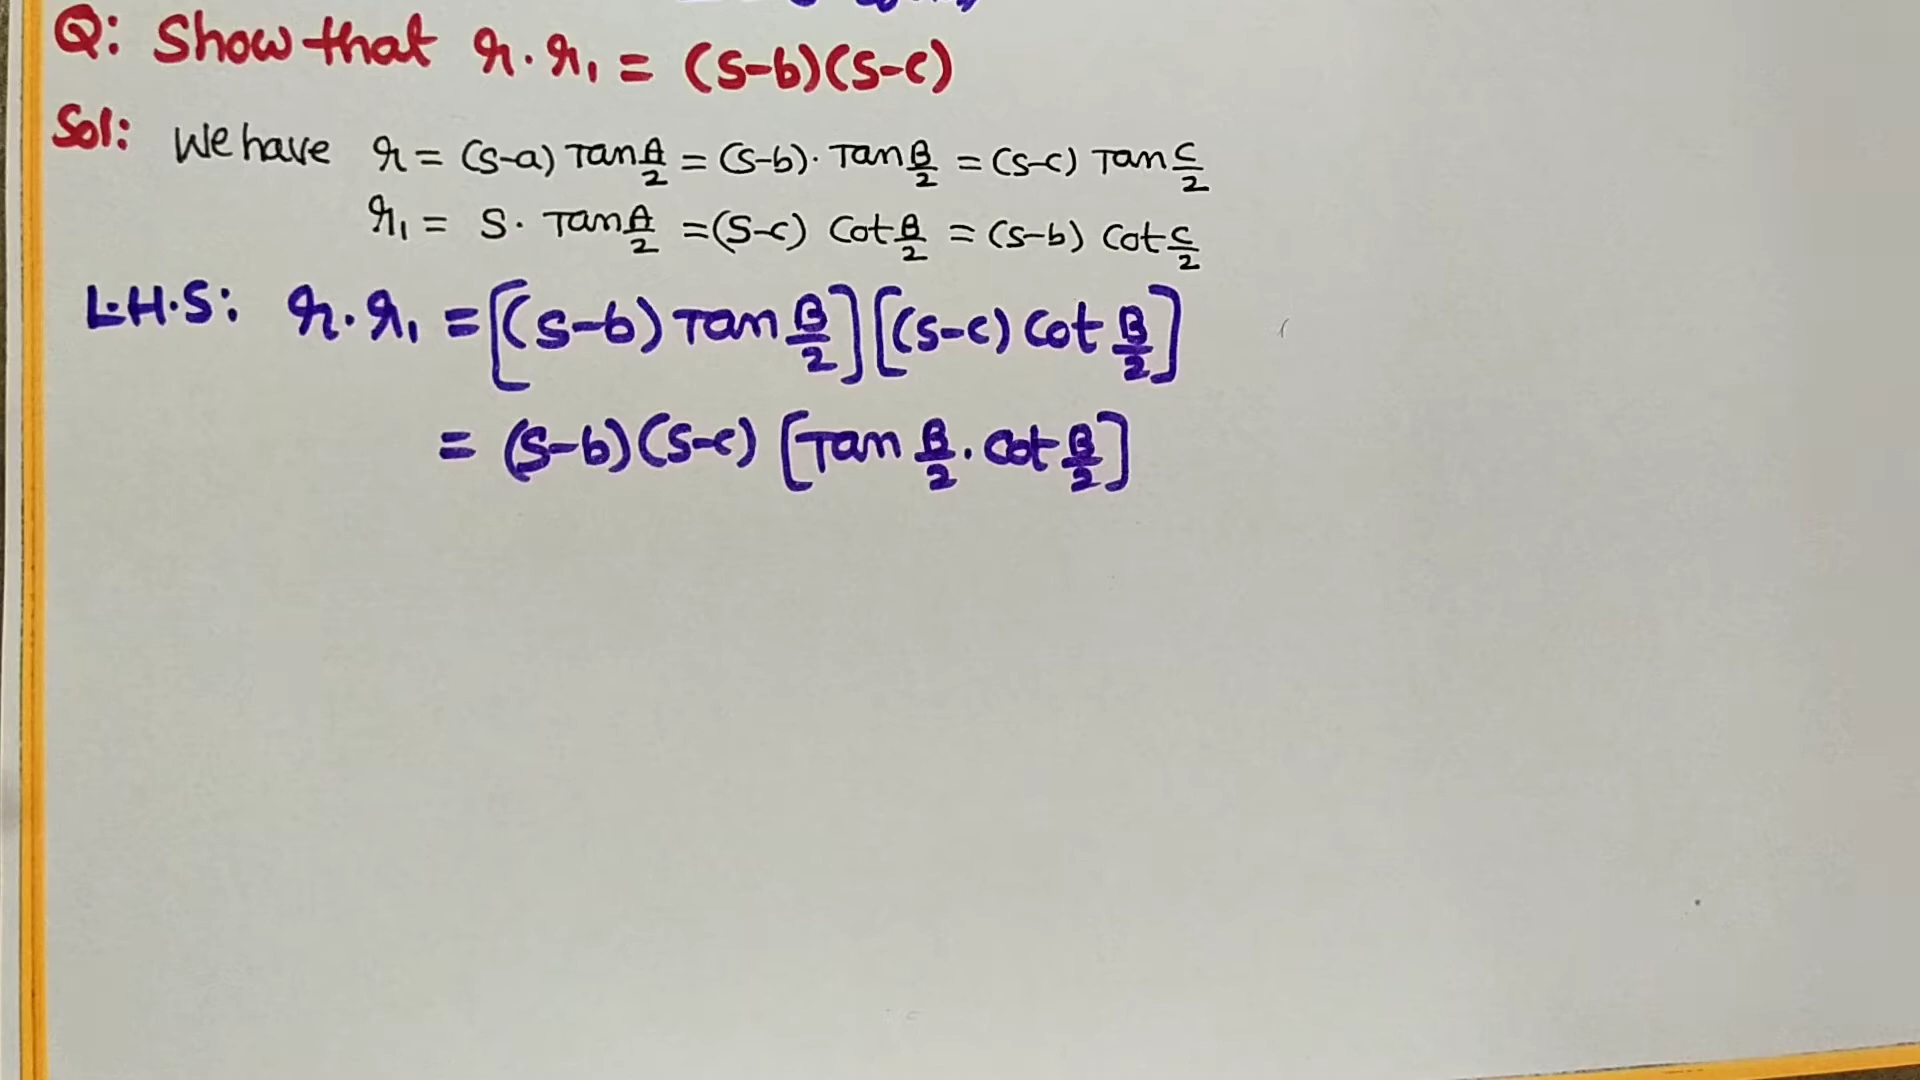 Q: Show that r.r₁ = (s-b)(s-c)
Sol: We have r = (s-a) Tan A/2 = (s-b). Tan B/2 = (s-c) Tan C/2
r₁ = s. Tan A/2 = (s-c) Cot B/2 = (s-b) Cot C/2
L.H.S: r.r₁ = [(s-b) Tan B/2] [(s-c) Cot B/2]
= (s-b)(s-c) [Tan B/2 . Cot B/2]